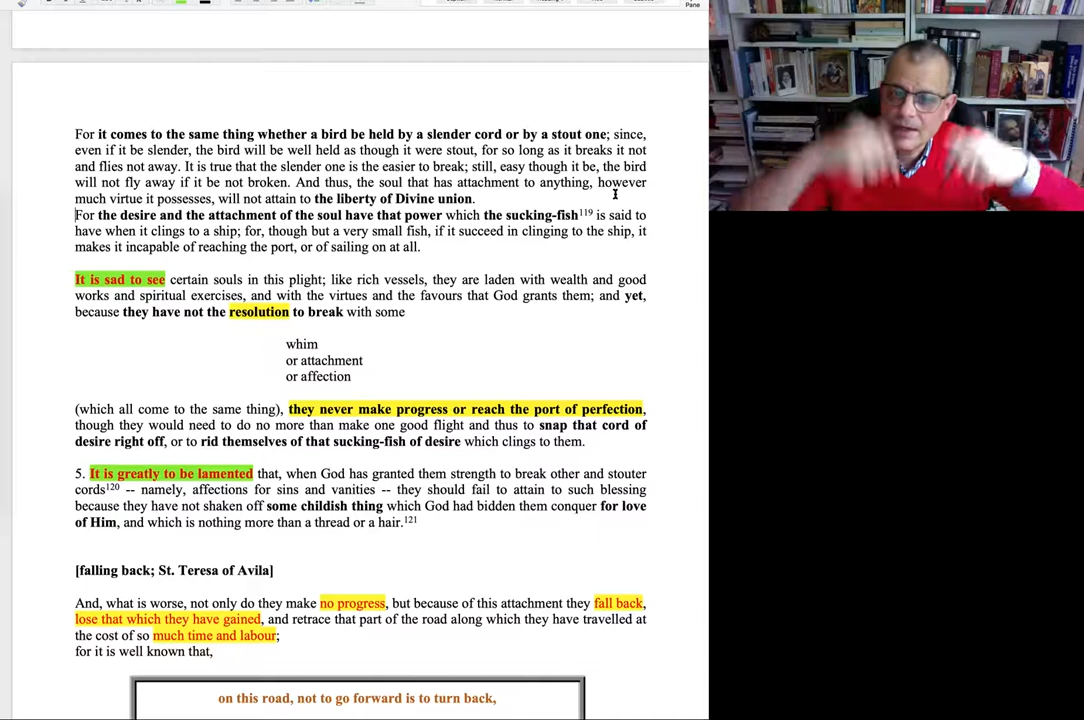 Pane
For it comes to the same thing whether a bird be held by a slender cord or by a stout one; since,
even if it be slender, the bird will be well held as though it were stout, for so long as it breaks it not
and flies not away. It is true that the slender one is the easier to break; still, easy though it be, the bird
will not fly away if it be not broken. And thus, the soul that has attachment to anything, however
much virtue it possesses, will not attain to the liberty of Divine union.
For the desire and the attachment of the soul have that power which the sucking-fish119 is said to
have when it clings to a ship; for, though but a very small fish, if it succeed in clinging to the ship, it
makes it incapable of reaching the port, or of sailing on at all.
It is sad to see certain souls in this plight; like rich vessels, they are laden with wealth and good
works and spiritual exercises, and with the virtues and the favours that God grants them; and yet,
because they have not the resolution to break with some
whim
or attachment
or affection
(which all come to the same thing), they never make progress or reach the port of perfection,
though they would need to do no more than make one good flight and thus to snap that cord of
desire right off, or to rid themselves of that sucking-fish of desire which clings to them.
5. It is greatly to be lamented that, when God has granted them strength to break other and stouter
cords120 -- namely, affections for sins and vanities -- they should fail to attain to such blessing
because they have not shaken off some childish thing which God had bidden them conquer for love
of Him, and which is nothing more than a thread or a hair.121
[falling back; St. Teresa of Avila]
And, what is worse, not only do they make no progress, but because of this attachment they fall back,
lose that which they have gained, and retrace that part of the road along which they have travelled at
the cost of so much time and labour;
for it is well known that,
on this road, not to go forward is to turn back,